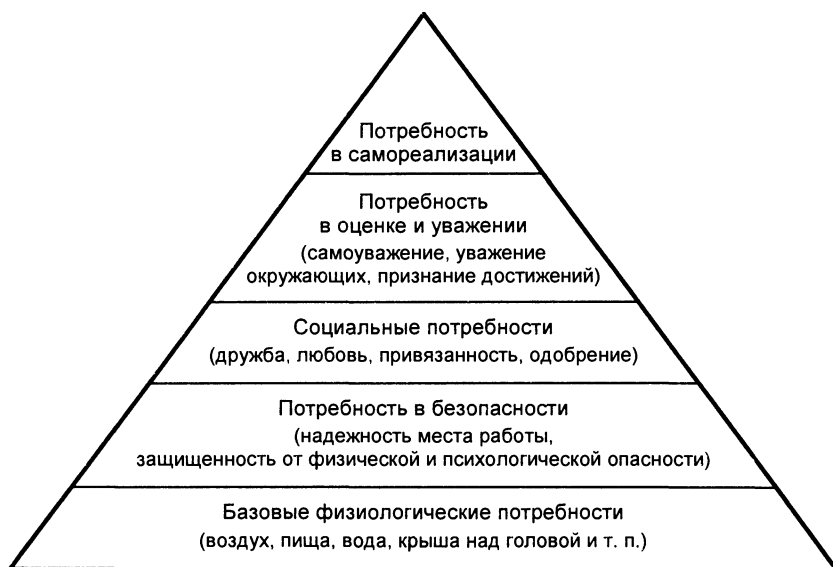 Потребность
в самореализации
Потребность
в оценке и уважении
(самоуважение, уважение
окружающих, признание достижений)
Социальные потребности
(дружба, любовь, привязанность, одобрение)
Потребность в безопасности
(надежность места работы,
защищенность от физической и психологической опасности)
Базовые физиологические потребности
(воздух, пища, вода, крыша над головой и т. п.)